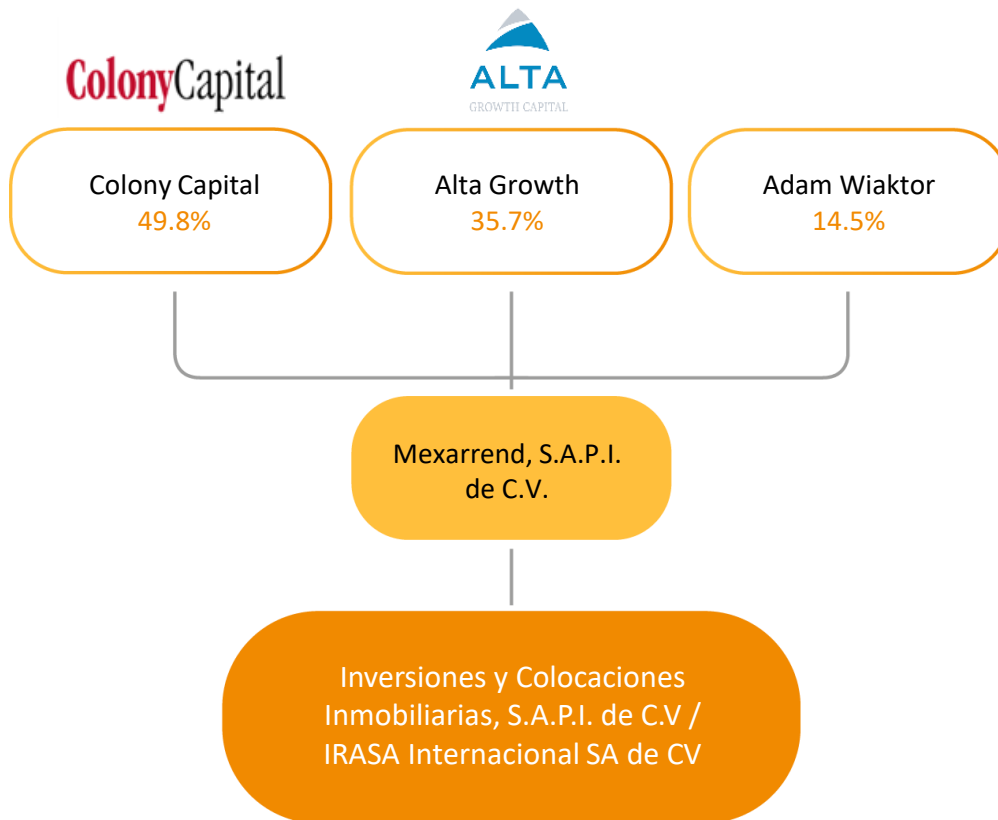 ColonyCapital
ALTA
GROWTH CAPITAL
Colony Capital
49.8%
Alta Growth
35.7%
Adam Wiaktor
14.5%
Mexarrend, S.A.P.I.
de C.V.
Inversiones y Colocaciones
Inmobiliarias, S.A.P.I. de C.V /
IRASA Internacional SA de CV